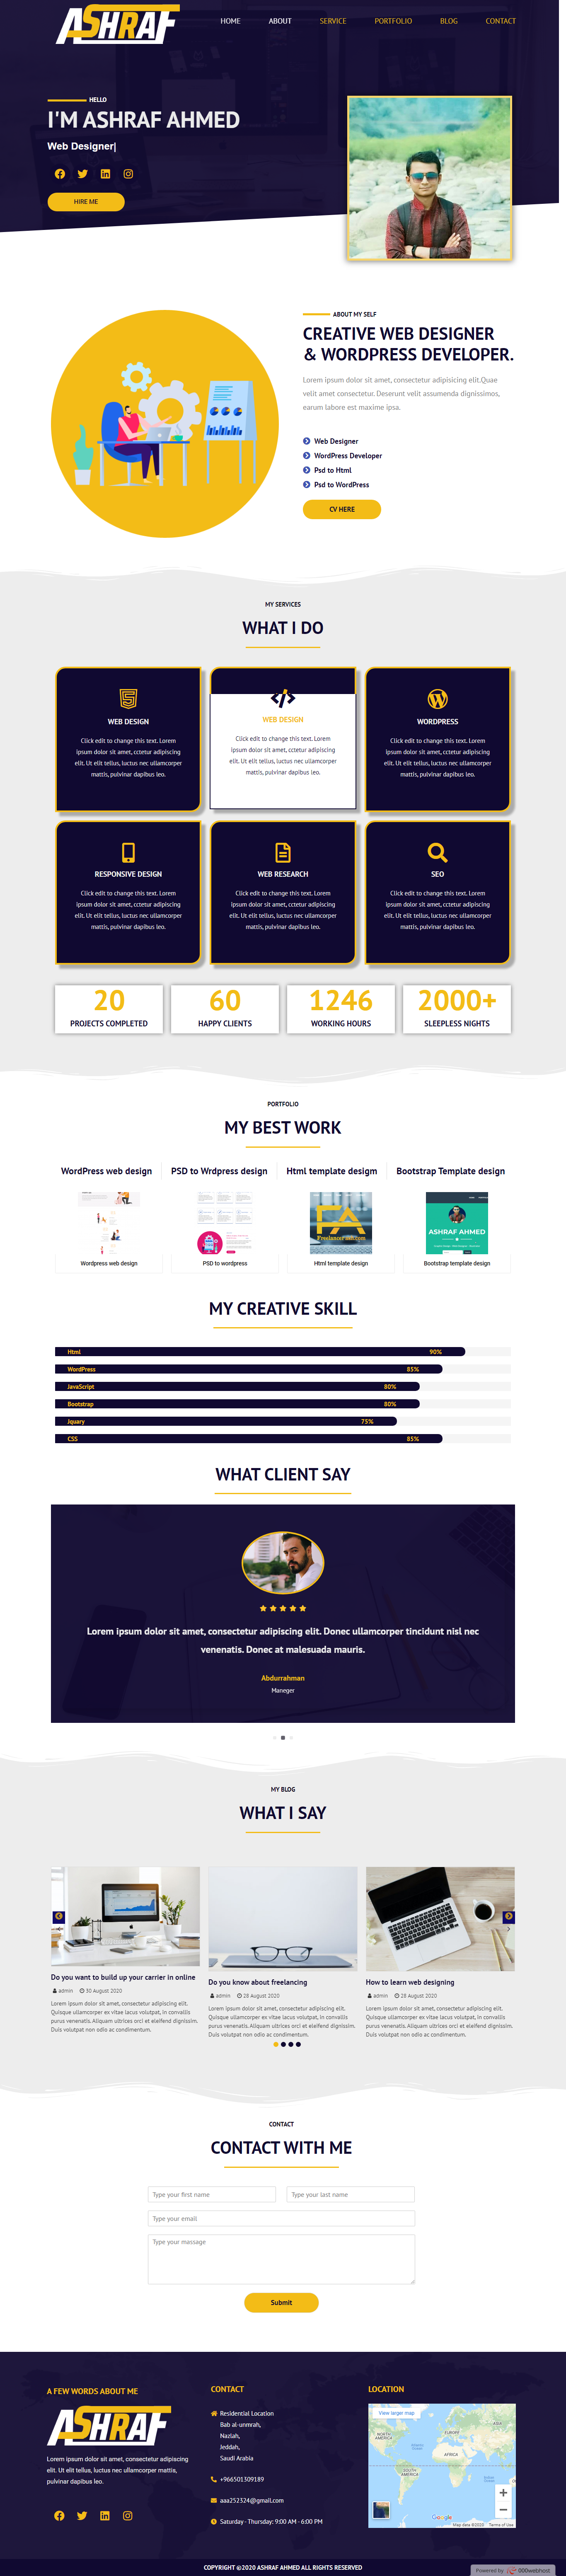 ASHRAF
HOME ABOUT SERVICE PORTFOLIO BLOG CONTACT
HELLO
I'M ASHRAF AHMED
Web Designer|
HIRE ME
ABOUT MY SELF
CREATIVE WEB DESIGNER
& WORDPRESS DEVELOPER.
Lorem ipsum dolor sit amet, consectetur adipisicing elit.Quae
velit amet consectetur. Deserunt velit assumenda dignissimos,
earum labore est maxime ipsa.
Web Designer
WordPress Developer
Psd to Html
Psd to WordPress
CV HERE
MY SERVICES
WHAT I DO
WEB DESIGN
Click edit to change this text. Lorem
ipsum dolor sit amet, cctetur adipiscing
elit. Ut elit tellus, luctus nec ullamcorper
mattis, pulvinar dapibus leo.
WEB DESIGN
Click edit to change this text. Lorem
ipsum dolor sit amet, cctetur adipiscing
elit. Ut elit tellus, luctus nec ullamcorper
mattis, pulvinar dapibus leo.
WORDPRESS
Click edit to change this text. Lorem
ipsum dolor sit amet, cctetur adipiscing
elit. Ut elit tellus, luctus nec ullamcorper
mattis, pulvinar dapibus leo.
RESPONSIVE DESIGN
Click edit to change this text. Lorem
ipsum dolor sit amet, cctetur adipiscing
elit. Ut elit tellus, luctus nec ullamcorper
mattis, pulvinar dapibus leo.
WEB RESEARCH
Click edit to change this text. Lorem
ipsum dolor sit amet, cctetur adipiscing
elit. Ut elit tellus, luctus nec ullamcorper
mattis, pulvinar dapibus leo.
SEO
Click edit to change this text. Lorem
ipsum dolor sit amet, cctetur adipiscing
elit. Ut elit tellus, luctus nec ullamcorper
mattis, pulvinar dapibus leo.
20
PROJECTS COMPLETED
60
HAPPY CLIENTS
1246
WORKING HOURS
2000+
SLEEPLESS NIGHTS
PORTFOLIO
MY BEST WORK
WordPress web design
PSD to Wrdpress design
Html template desigm
Bootstrap Template design
FA
ASHRAF AHMED
Wordpress web design
PSD to wordpress
Html template design
Bootstrap template design
MY CREATIVE SKILL
Html 90%
WordPress 85%
JavaScript 80%
Bootstrap 80%
Jquary 75%
CSS 85%
WHAT CLIENT SAY
Lorem ipsum dolor sit amet, consectetur adipiscing elit. Donec ullamcorper tincidunt nisl nec
venenatis. Donec at malesuada mauris.
Abdurrahman
Maneger
MY BLOG
WHAT I SAY
Do you want to build up your carrier in online
admin 30 August 2020
Lorem ipsum dolor sit amet, consectetur adipiscing elit.
Quisque ullamcorper ex vitae lacus volutpat, in convallis
purus venenatis. Aliquam ultrices orci et eleifend dignissim.
Duis volutpat non odio ac condimentum.
Do you know about freelancing
admin 28 August 2020
Lorem ipsum dolor sit amet, consectetur adipiscing elit.
Quisque ullamcorper ex vitae lacus volutpat, in convallis
purus venenatis. Aliquam ultrices orci et eleifend dignissim.
Duis volutpat non odio ac condimentum.
How to learn web designing
admin 28 August 2020
Lorem ipsum dolor sit amet, consectetur adipiscing elit.
Quisque ullamcorper ex vitae lacus volutpat, in convallis
purus venenatis. Aliquam ultrices orci et eleifend dignissim.
Duis volutpat non odio ac condimentum.
CONTACT
CONTACT WITH ME
Type your first name
Type your last name
Type your email
Type your massage
Submit
A FEW WORDS ABOUT ME
ASHRAF
Lorem ipsum dolor sit amet, consectetur adipiscing
elit. Ut elit tellus, luctus nec ullamcorper mattis,
pulvinar dapibus leo.
CONTACT
Residential Location
Bab al-unmrah,
Nazlah,
Jeddah,
Saudi Arabia
+966501309189
aaa252324@gmail.com
Saturday - Thursday: 9:00 AM - 6:00 PM
LOCATION
View larger map
ASIA
NORTH
AMERICA
EUROPE
AFRICA
SOUTH
AMERICA
Atlantic
Ocean
Indian
Ocean
Google
Map data ©2020 Terms of Use
COPYRIGHT @2020 ASHRAF AHMED ALL RIGHTS RESERVED
Powered by 000webhost